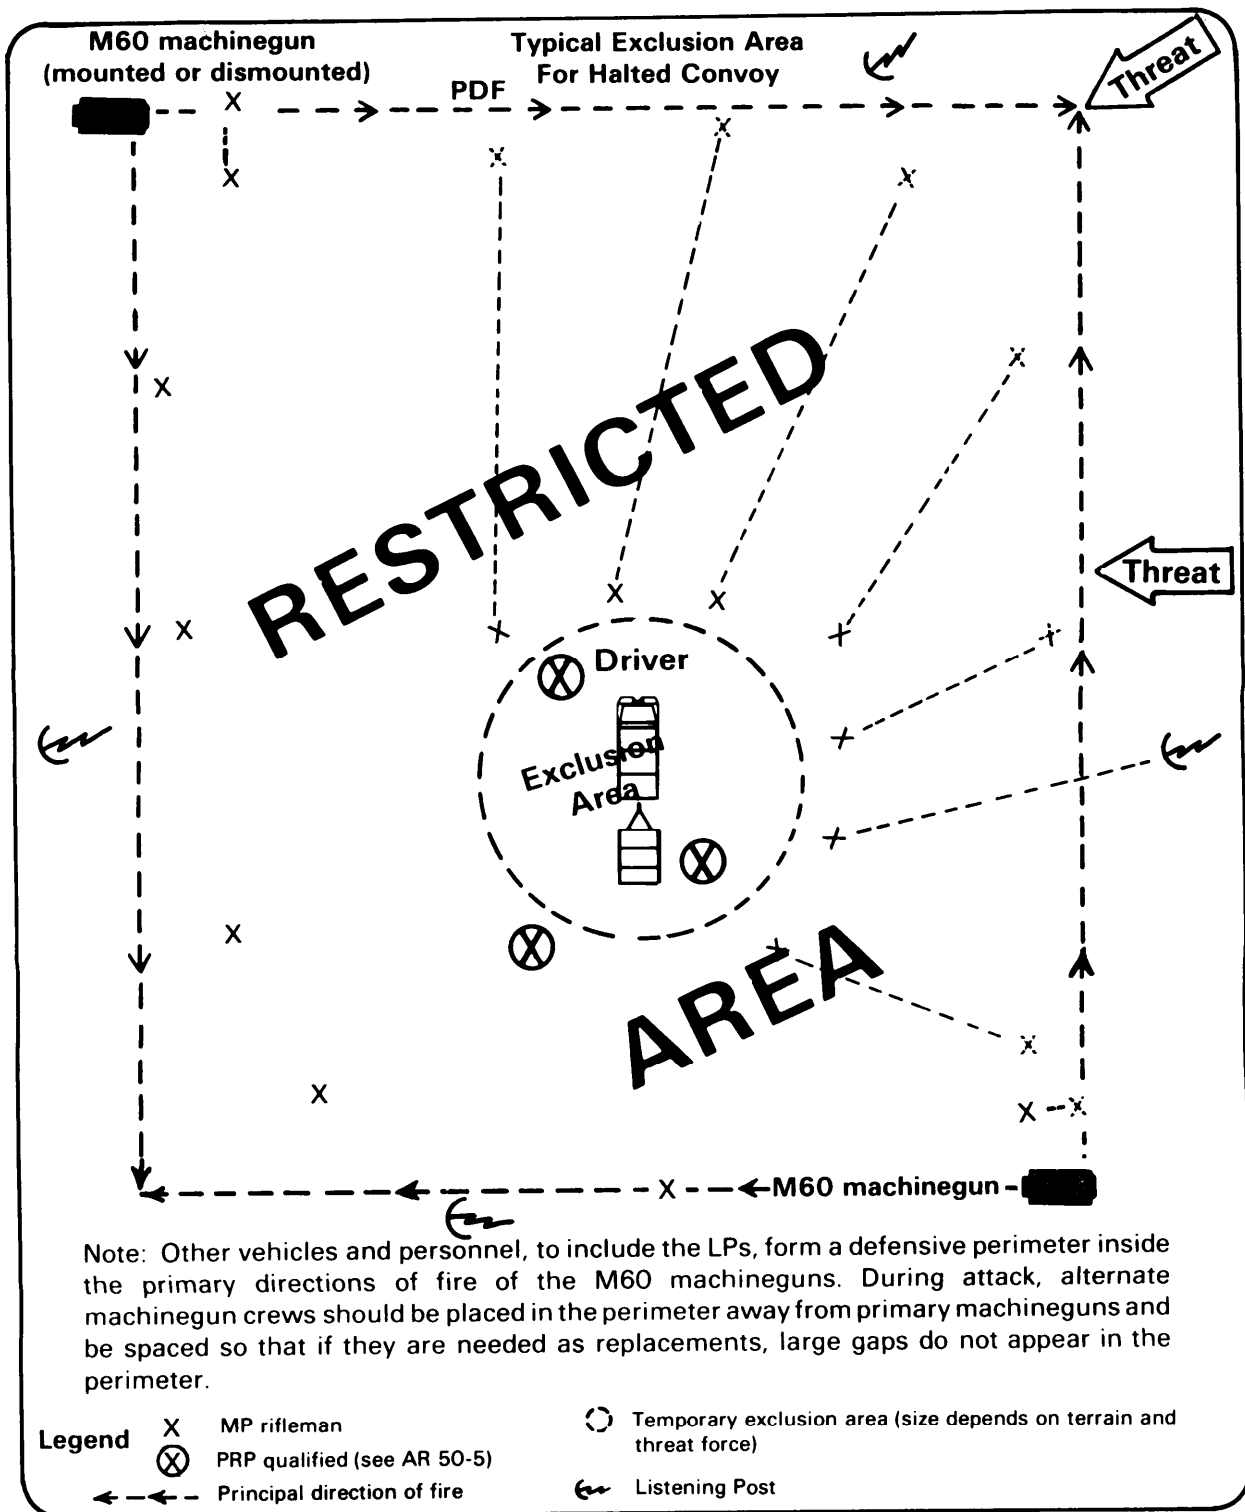 M60 machinegun
(mounted or dismounted)
Typical Exclusion Area
For Halted Convoy
Threat
PDF
RESTRICTED
Threat
Driver
Exclusion
Area
AREA
M60 machinegun
Note: Other vehicles and personnel, to include the LPs, form a defensive perimeter inside
the primary directions of fire of the M60 machineguns. During attack, alternate
machinegun crews should be placed in the perimeter away from primary machineguns and
be spaced so that if they are needed as replacements, large gaps do not appear in the
perimeter.
Legend
X MP rifleman
X PRP qualified (see AR 50-5)
Principal direction of fire
Temporary exclusion area (size depends on terrain and
threat force)
Listening Post